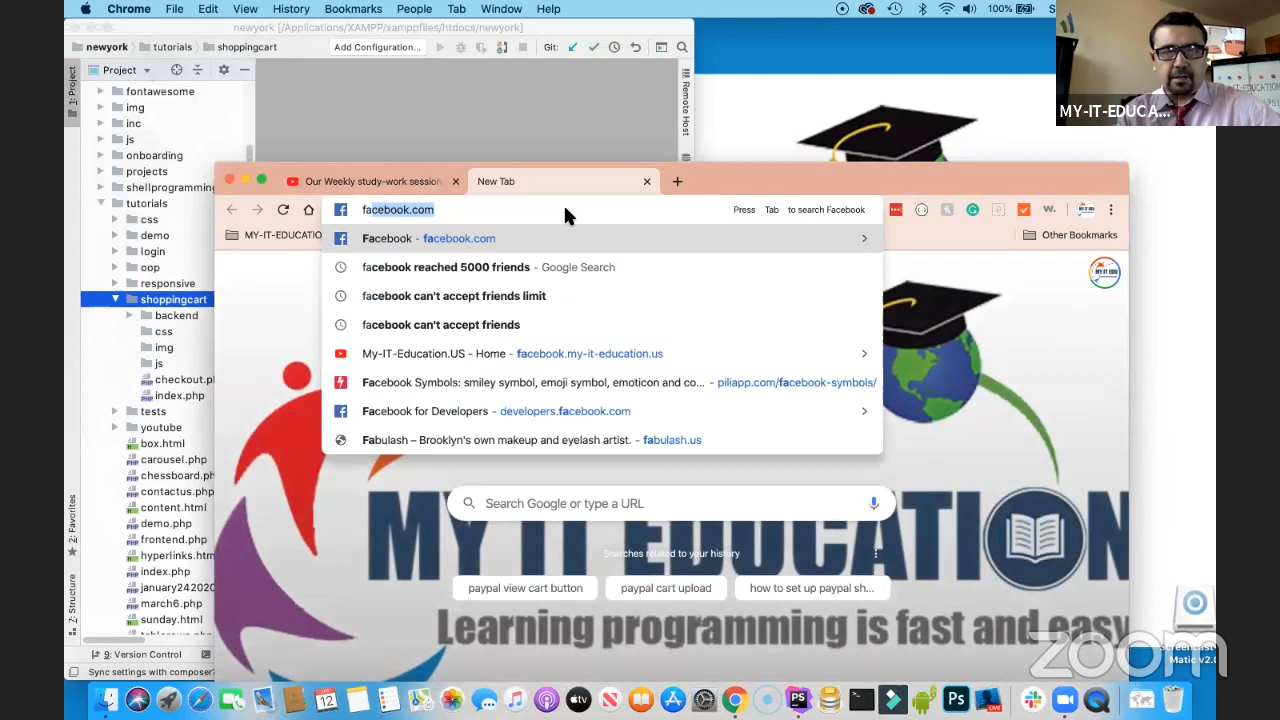 Chrome File Edit View History Bookmarks People Tab Window Help 100%
newyork [/Applications/XAMPP/xamppfiles/htdocs/newyork]
newyork tutorials shoppingcart Add Configuration... Git:
Project
1: Project
Remote Host
fontawesome
img
inc
js
onboarding
projects
shellprogramming
tutorials
css
demo
login
oop
responsive
shoppingcart
backend
css
img
js
checkout.php
index.php
tests
youtube
box.html
carousel.php
chessboard.php
contactus.php
content.html
demo.php
frontend.php
hyperlinks.htm
index.php
january242020
march6.php
sunday.html
2: Favorites
7: Structure
9: Version Control
Sync settings with composer?
Our Weekly study-work session
New Tab
facebook.com
Press Tab to search Facebook
MY-IT-EDUCATIO
Other Bookmarks
Facebook - facebook.com
facebook reached 5000 friends - Google Search
facebook can't accept friends limit
facebook can't accept friends
My-IT-Education.US - Home - facebook.my-it-education.us
Facebook Symbols: smiley symbol, emoji symbol, emoticon and co... - piliapp.com/facebook-symbols/
Facebook for Developers - developers.facebook.com
Fabulash – Brooklyn's own makeup and eyelash artist. - fabulash.us
MY IT EDU
Search Google or type a URL
MY IT EDUCATION
Searches related to your history
paypal view cart button
paypal cart upload
how to set up paypal sh...
Learning programming is fast and easy
MY-IT-EDUCA...
Screencast-
Matic v2.0
zoom